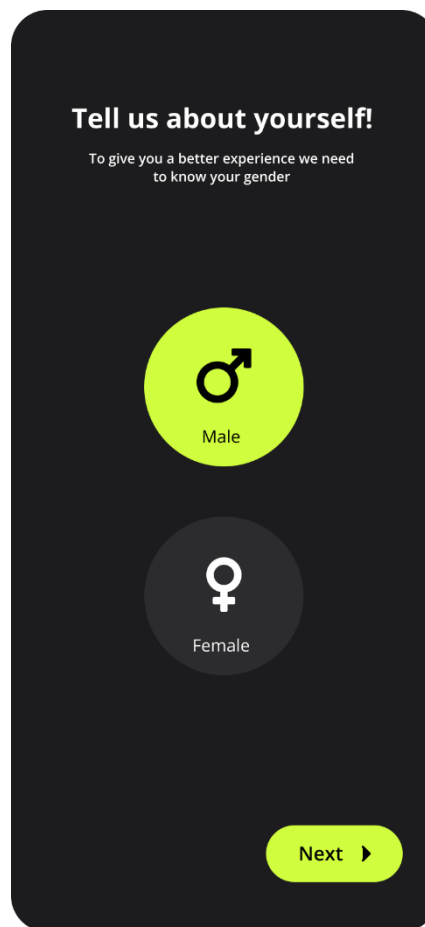 Tell us about yourself!
To give you a better experience we need
to know your gender
Male
Female
Next